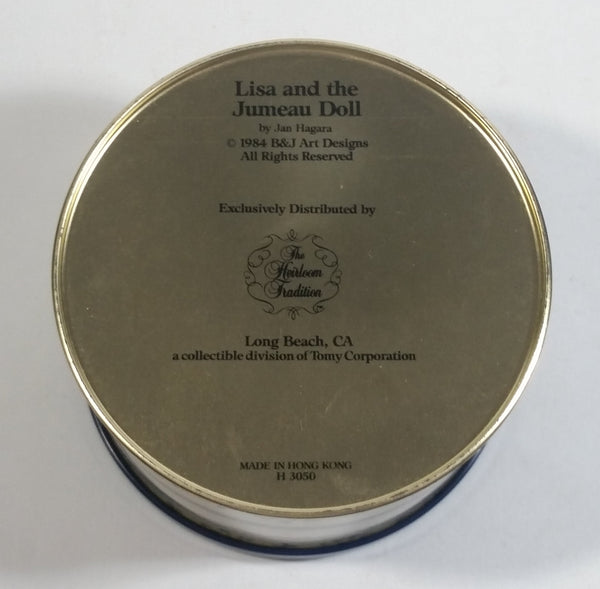 Lisa and the
Jumeau Doll
by Jan Hagara
© 1984 B&J Art Designs
All Rights Reserved
Exclusively Distributed by
The
Heirloom
Tradition
Long Beach, CA
a collectible division of Tomy Corporation
MADE IN HONG KONG
H 3050